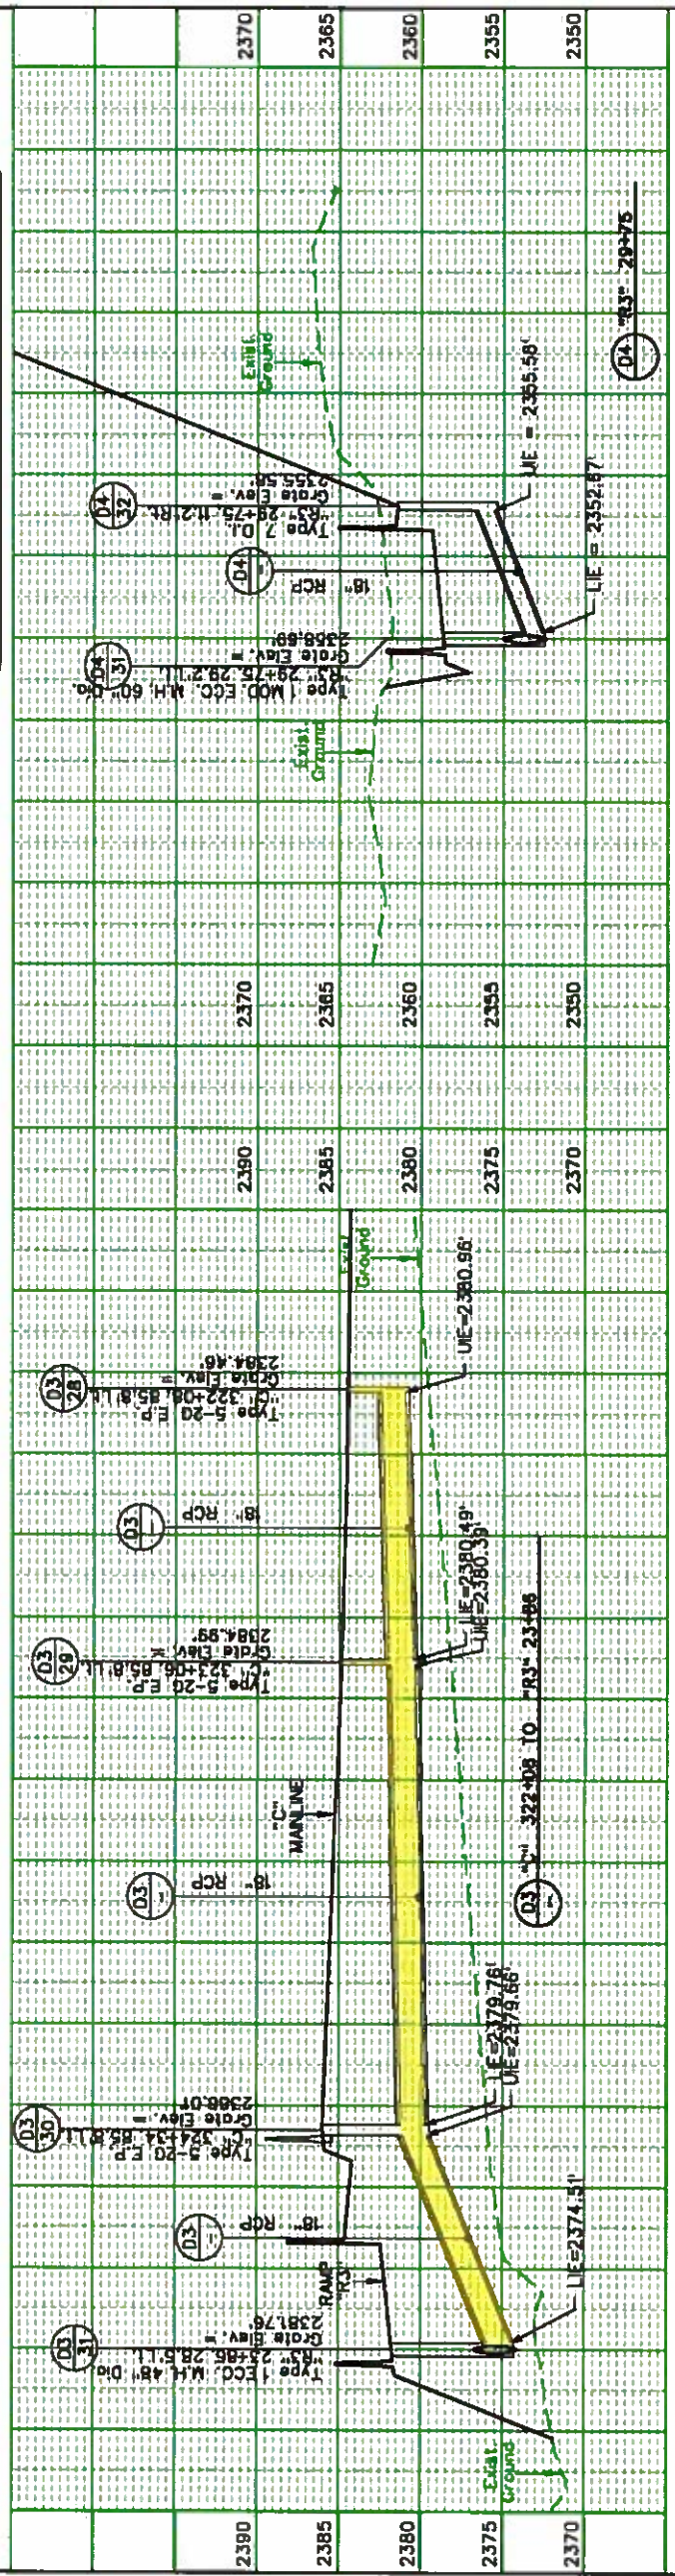 2390
2385
2380
2375
2370
D3
31
Type 1 ECC. M.H. 48" Dia
"R3" 23+86, 28.5' Lt.
Grate Elev. =
2381.76'
RAMP
"R3"
Exist.
Ground
D3
-
18" RCP
LIE=2374.51'
D3
30
Type 5-2G E.P.
"C" 324+34, 85.8' Lt.
Grate Elev. =
LIE=2379.76'
UIE=2379.66'
D3
-
18" RCP
"C"
MAINLINE
D3
-
"C" 322+08 TO "R3" 23+86
D3
29
Type 5-2G E.P.
"C" 323+06, 85.8' Lt.
Grate Elev. =
2384.99'
LIE=2380.49'
UIE=2380.39'
D3
-
18" RCP
D3
28
Type 5-2G E.P.
"C" 322+08, 85.8' Lt.
Grate Elev. =
2384.46'
UIE=2380.96'
Exist.
Ground
2390
2385
2380
2375
2370
2370
2365
2360
2355
2350
Exist.
Ground
D4
31
Type 1 MOD. ECC. M.H. 60" Dia.
"R3" 29+75, 29.2' Lt.
Grate Elev. =
D4
-
18" RCP
LIE = 2352.67'
D4
32
Type 7 D.I.
"R3" 29+75, 11.2' Rt.
Grate Elev. =
2355.58'
UIE = 2355.58'
Exist.
Ground
D4
-
"R3" 29+75
2370
2365
2360
2355
2350